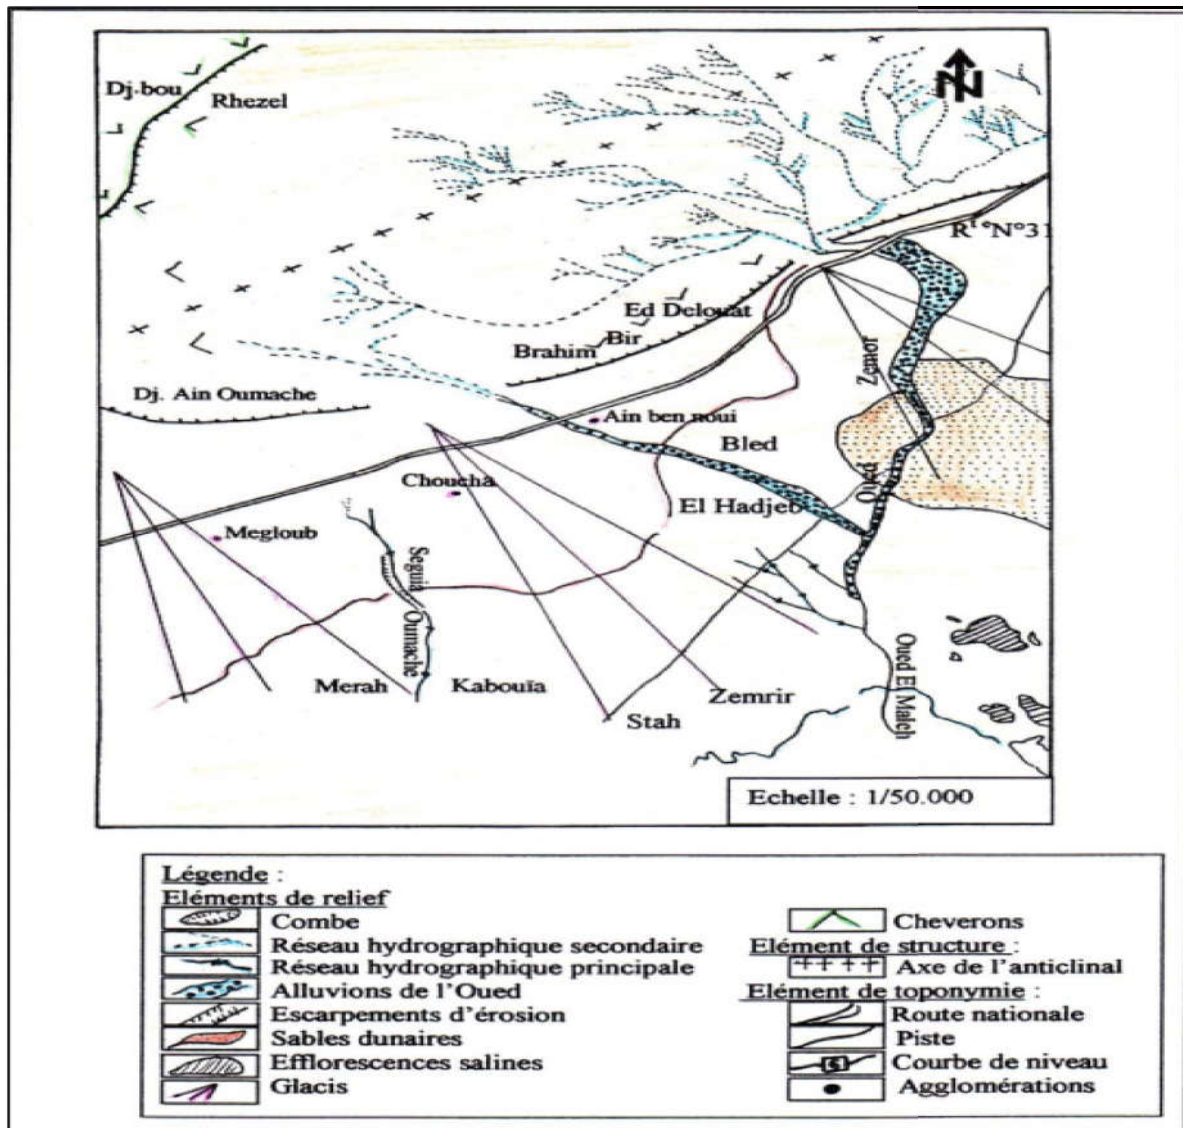 N
Dj.bou
Rhezel
Rᵗᵉ N°31
Ed Delouat
Bir
Brahim
Zemor
Dj. Ain Oumache
Ain ben noui
Bled
Oued
Choucha
El Hadjeb
Megloub
Seguia
Oumache
Oued El Maleh
Merah
Kabouïa
Zemrir
Stah
Echelle : 1/50.000
Légende :
Eléments de relief
Combe
Réseau hydrographique secondaire
Réseau hydrographique principale
Alluvions de l'Oued
Escarpements d'érosion
Sables dunaires
Efflorescences salines
Glacis
Cheverons
Elément de structure :
Axe de l'anticlinal
Elément de toponymie :
Route nationale
Piste
Courbe de niveau
Agglomérations